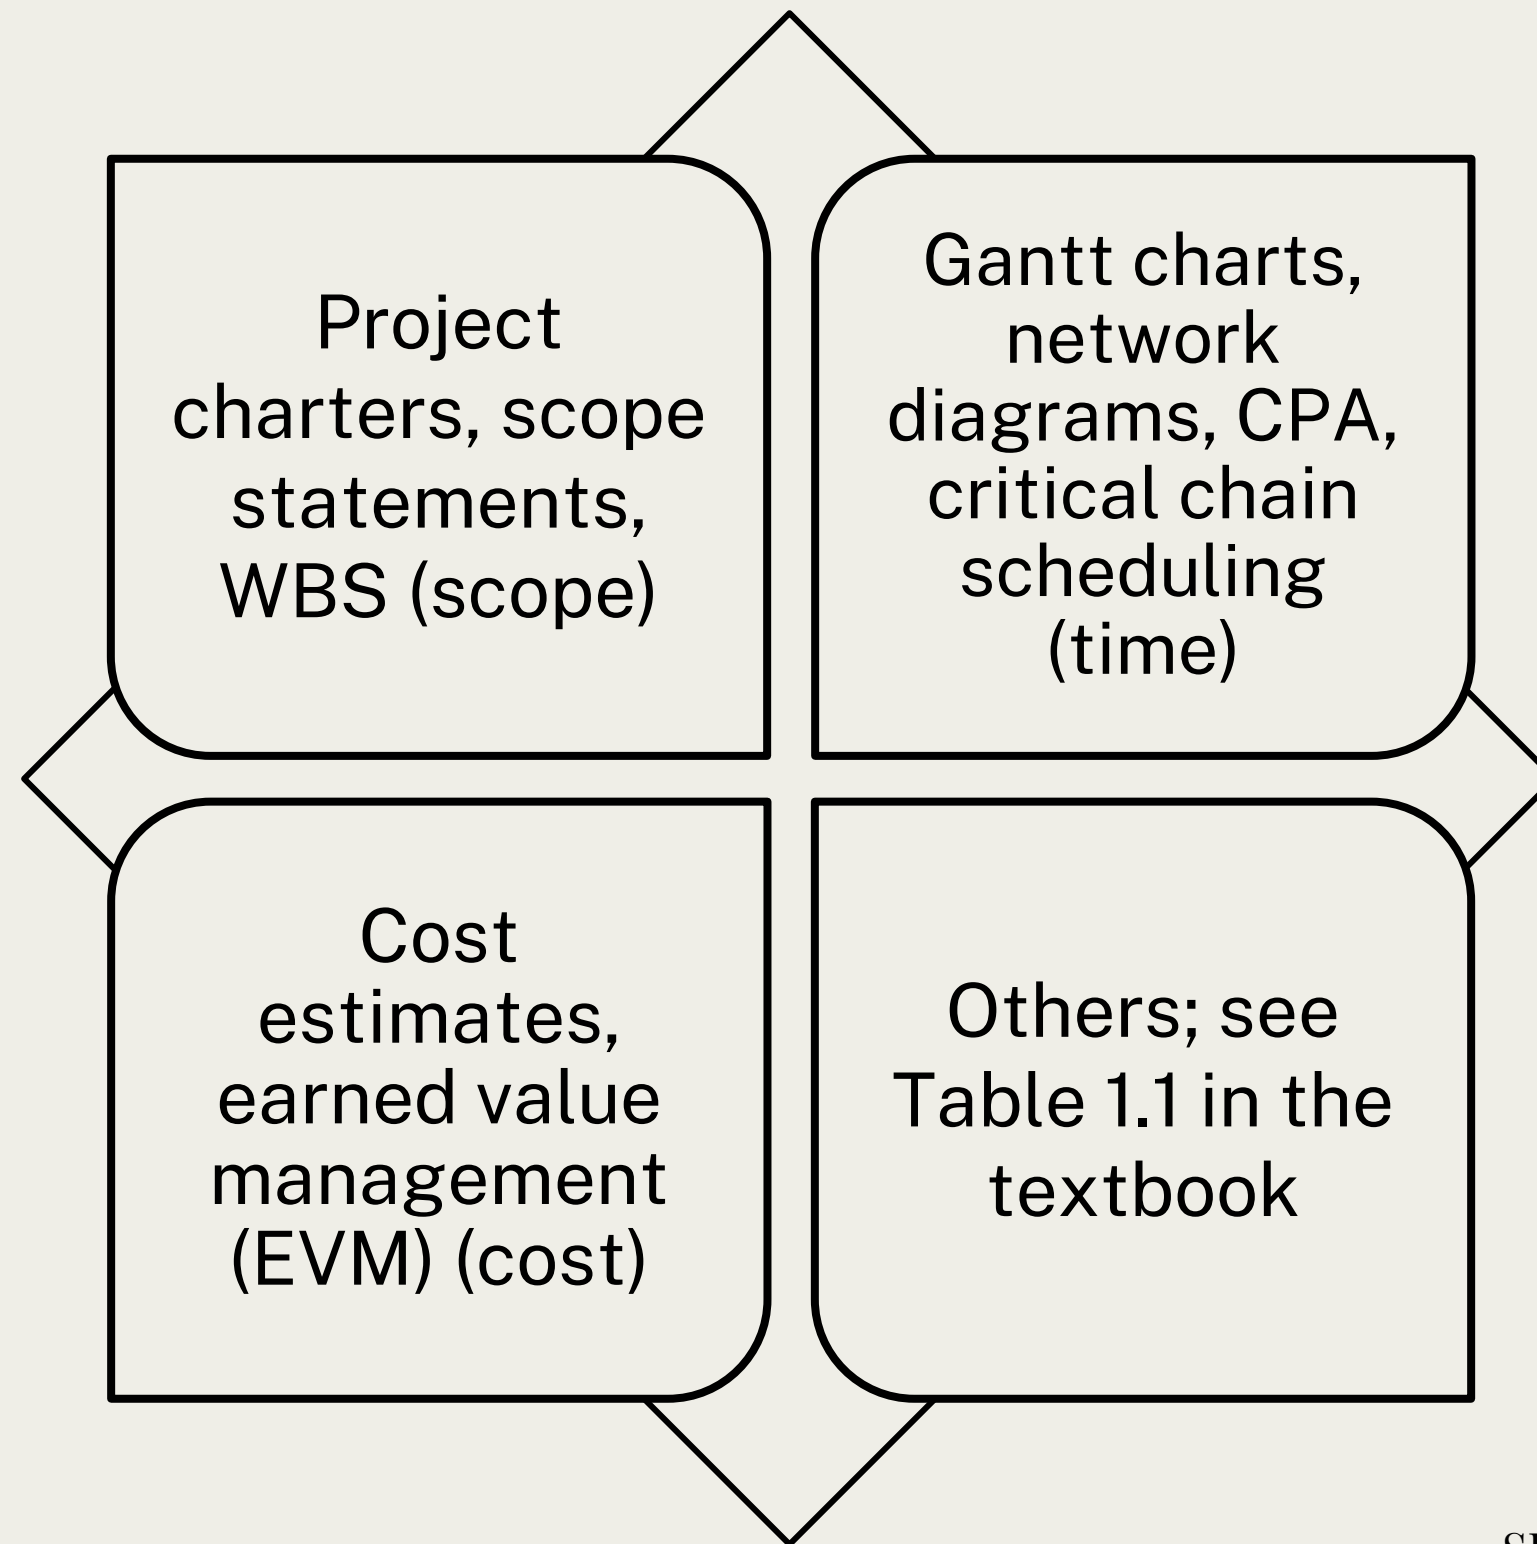 Project
charters, scope
statements,
WBS (scope)
Gantt charts,
network
diagrams, CPA,
critical chain
scheduling
(time)
Cost
estimates,
earned value
management
(EVM) (cost)
Others; see
Table 1.1 in the
textbook